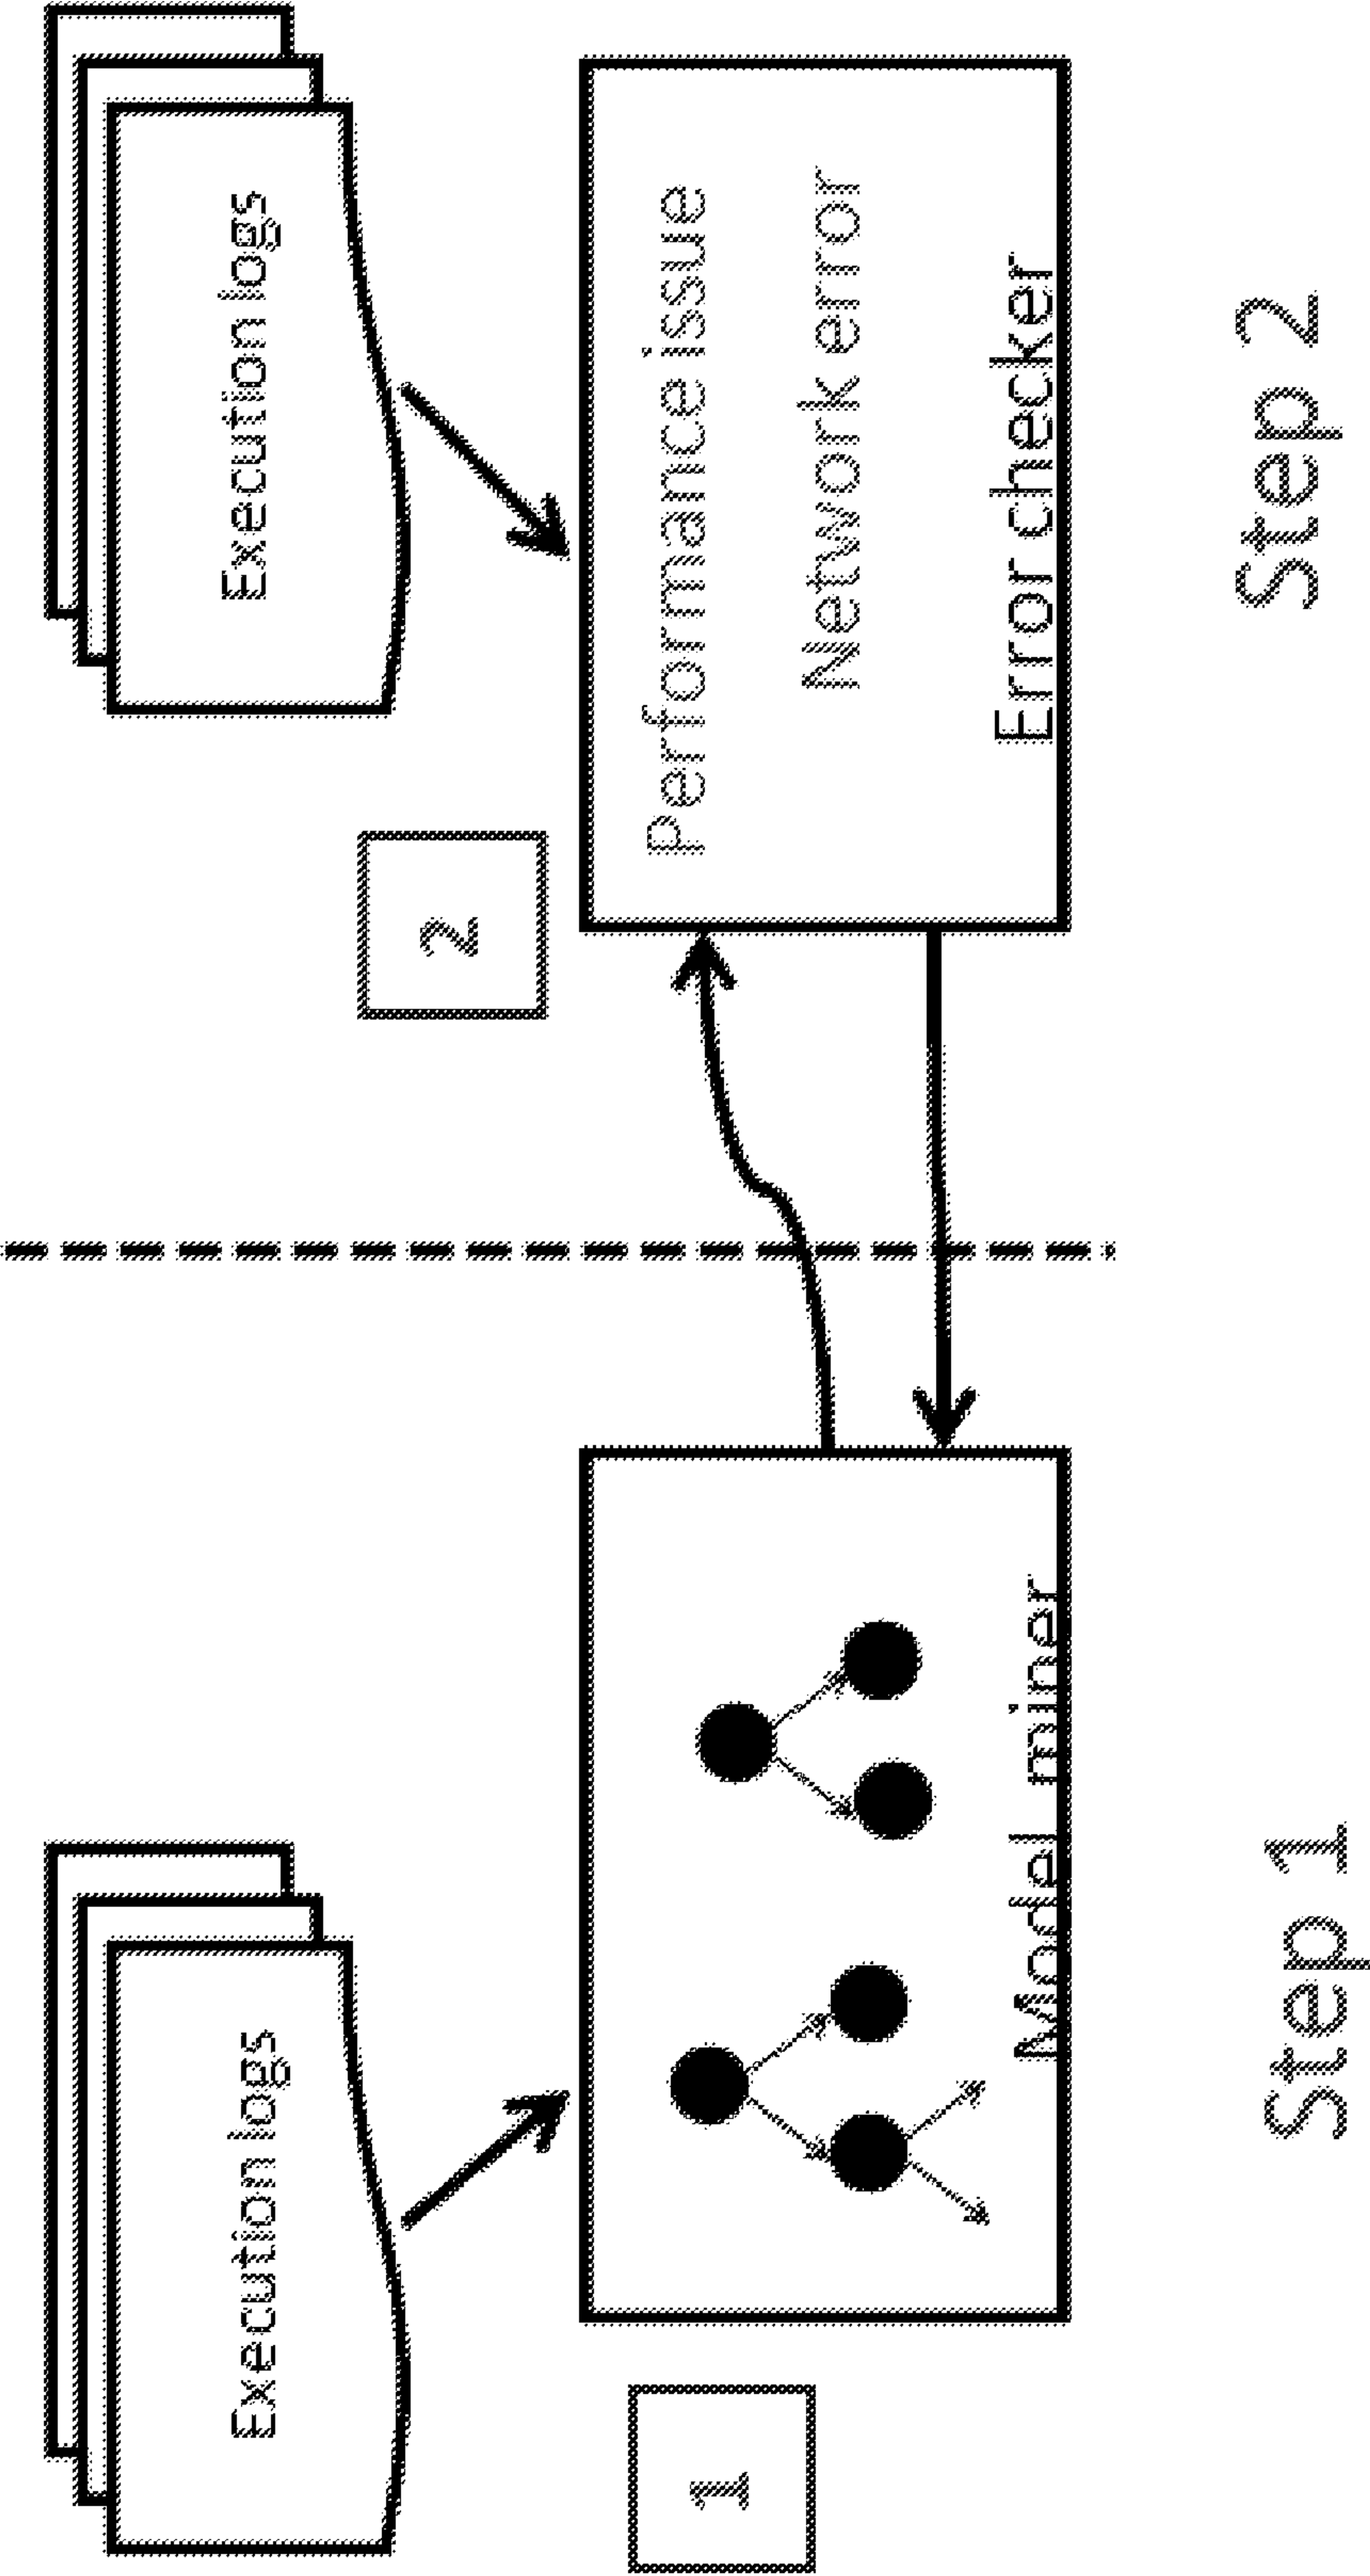 Execution logs
Execution logs
1
2
Performance issue
Network error
Model miner
Error checker
Step 1
Step 2